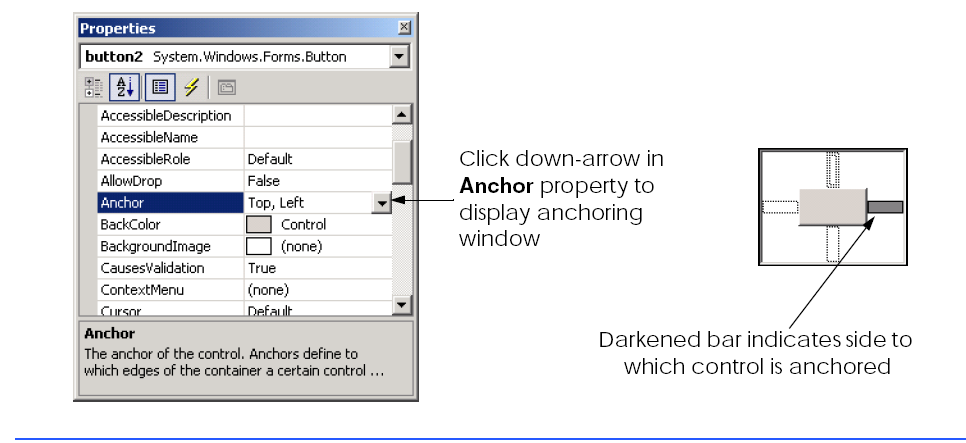 Properties
button2 System.Windows.Forms.Button
AccessibleDescription
AccessibleName
AccessibleRole Default
AllowDrop False
Anchor Top, Left
BackColor Control
BackgroundImage (none)
CausesValidation True
ContextMenu (none)
Cursor Default
Anchor
The anchor of the control. Anchors define to
which edges of the container a certain control ...
Click down-arrow in
Anchor property to
display anchoring
window
Darkened bar indicates side to
which control is anchored